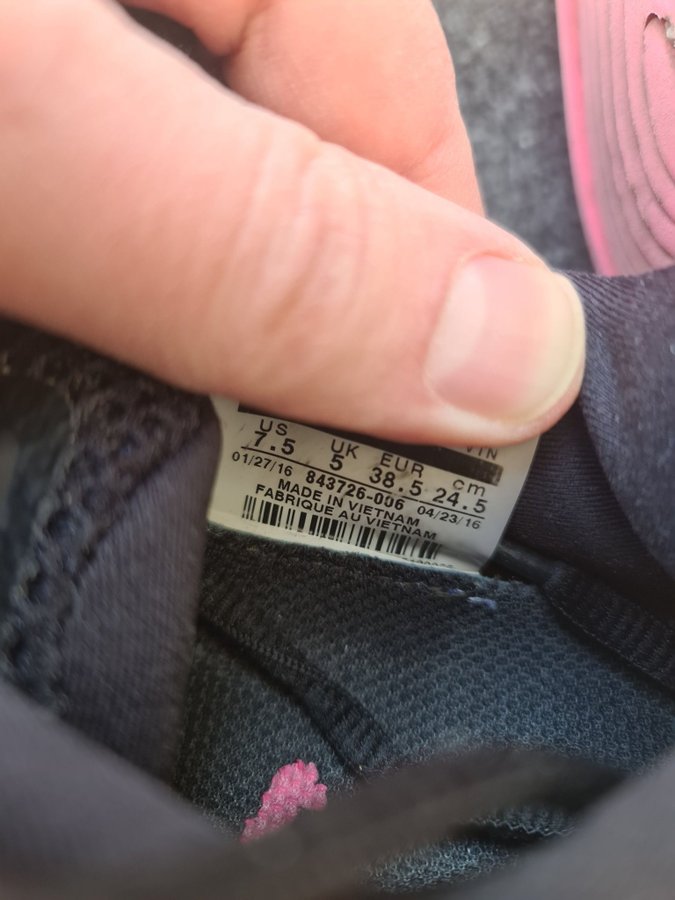 VIN
US UK EUR cm
7.5 5 38.5 24.5
01/27/16 843726-006 04/23/16
MADE IN VIETNAM
FABRIQUE AU VIETNAM